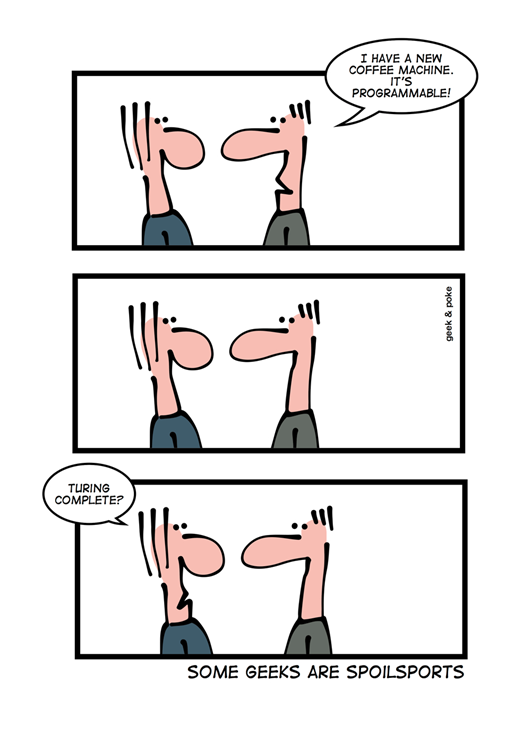 I HAVE A NEW
COFFEE MACHINE.
IT'S
PROGRAMMABLE!
geek & poke
TURING
COMPLETE?
SOME GEEKS ARE SPOILSPORTS